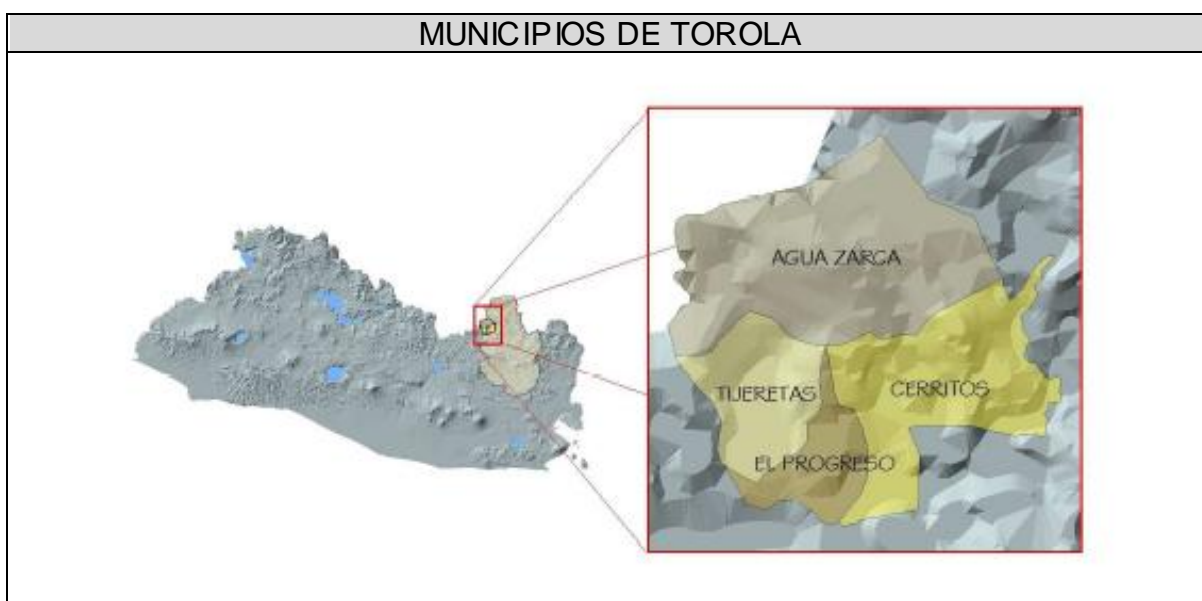 MUNICIPIOS DE TOROLA
AGUA ZARCA
TIJERETAS
CERRITOS
EL PROGRESO